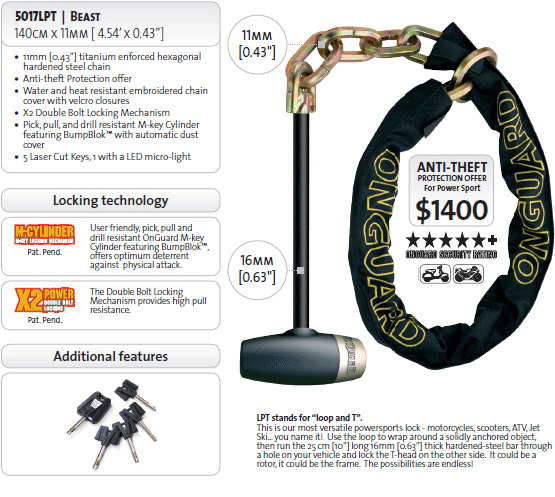 5017LPT | BEAST
140CM X 11MM [ 4.54' X 0.43"]
• 11mm [0.43"] titanium enforced hexagonal
hardened steel chain
• Anti-theft Protection offer
• Water and heat resistant embroidered chain
cover with velcro closures
• X2 Double Bolt Locking Mechanism
• Pick, pull, and drill resistant M-key Cylinder
featuring BumpBlok™ with automatic dust
cover
• 5 Laser Cut Keys, 1 with a LED micro-light
Locking technology
M-CYLINDER
M-KEY LOCKING MECHANISM
Pat. Pend.
User friendly, pick, pull and
drill resistant OnGuard M-key
Cylinder featuring BumpBlok™,
offers optimum deterrent
against physical attack.
X2 POWER
DOUBLE BOLT
LOCKING
Pat. Pend.
The Double Bolt Locking
Mechanism provides high pull
resistance.
Additional features
11MM
[0.43"]
16MM
[0.63"]
ONGUARD
ONGUARD
ONGUARD
ONGUARD
ANTI-THEFT
PROTECTION OFFER
For Power Sport
$1400
ONGUARD SECURITY RATING
LPT stands for "loop and T".
This is our most versatile powersports lock - motorcycles, scooters, ATV, Jet
Ski... you name it! Use the loop to wrap around a solidly anchored object,
then run the 25 cm [10"] long 16mm [0.63"] thick hardened-steel bar through
a hole on your vehicle and lock the T-head on the other side. It could be a
rotor, it could be the frame. The possibilities are endless!